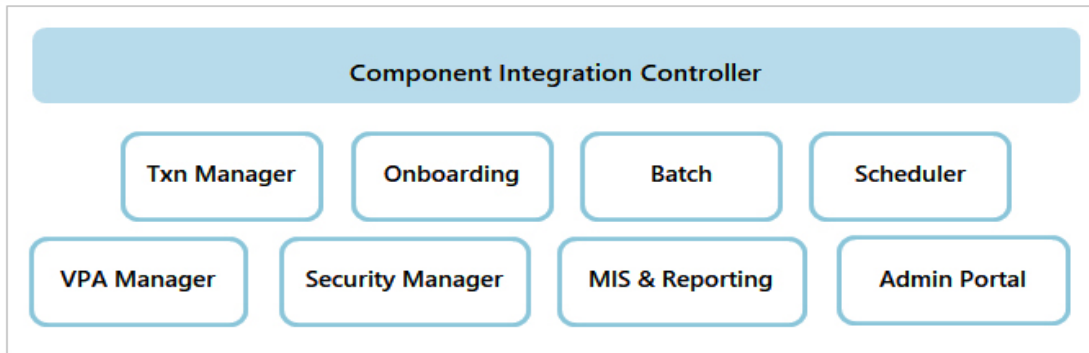 Component Integration Controller
Txn Manager
Onboarding
Batch
Scheduler
VPA Manager
Security Manager
MIS & Reporting
Admin Portal